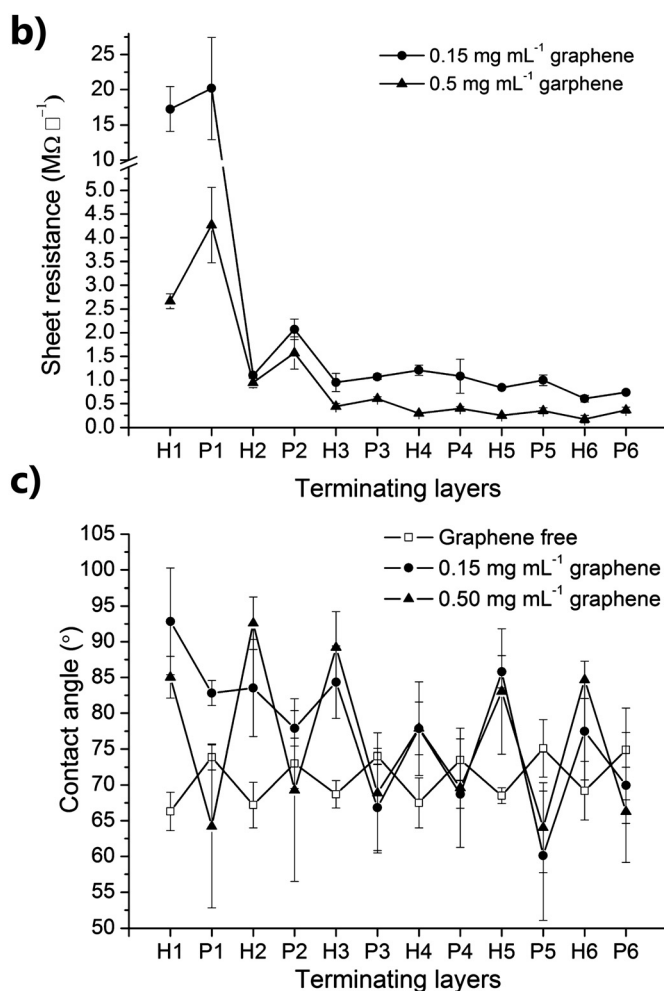 b)
25
20
15
10
5.0
4.5
4.0
3.5
3.0
2.5
2.0
1.5
1.0
0.5
0.0
Sheet resistance (MΩ □⁻¹)
0.15 mg mL⁻¹ graphene
0.5 mg mL⁻¹ garphene
H1 P1 H2 P2 H3 P3 H4 P4 H5 P5 H6 P6
Terminating layers
c)
105
100
95
90
85
80
75
70
65
60
55
50
Contact angle (°)
Graphene free
0.15 mg mL⁻¹ graphene
0.50 mg mL⁻¹ graphene
H1 P1 H2 P2 H3 P3 H4 P4 H5 P5 H6 P6
Terminating layers